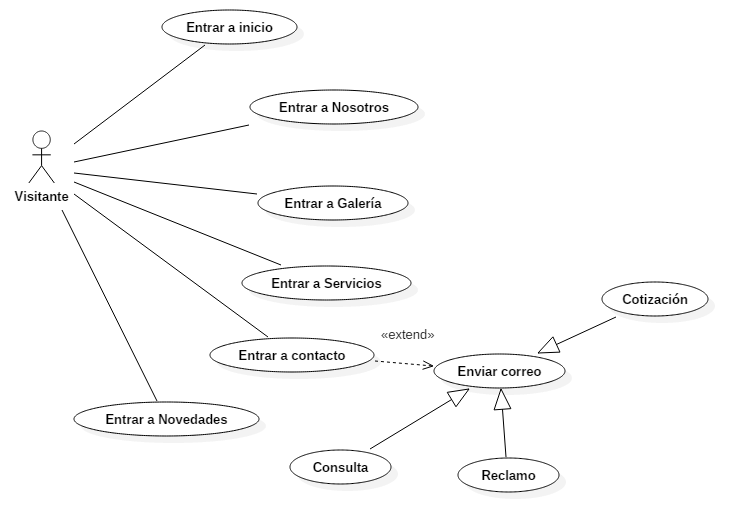 Entrar a inicio
Entrar a Nosotros
Visitante
Entrar a Galería
Entrar a Servicios
Cotización
«extend»
Entrar a contacto
Enviar correo
Entrar a Novedades
Consulta
Reclamo